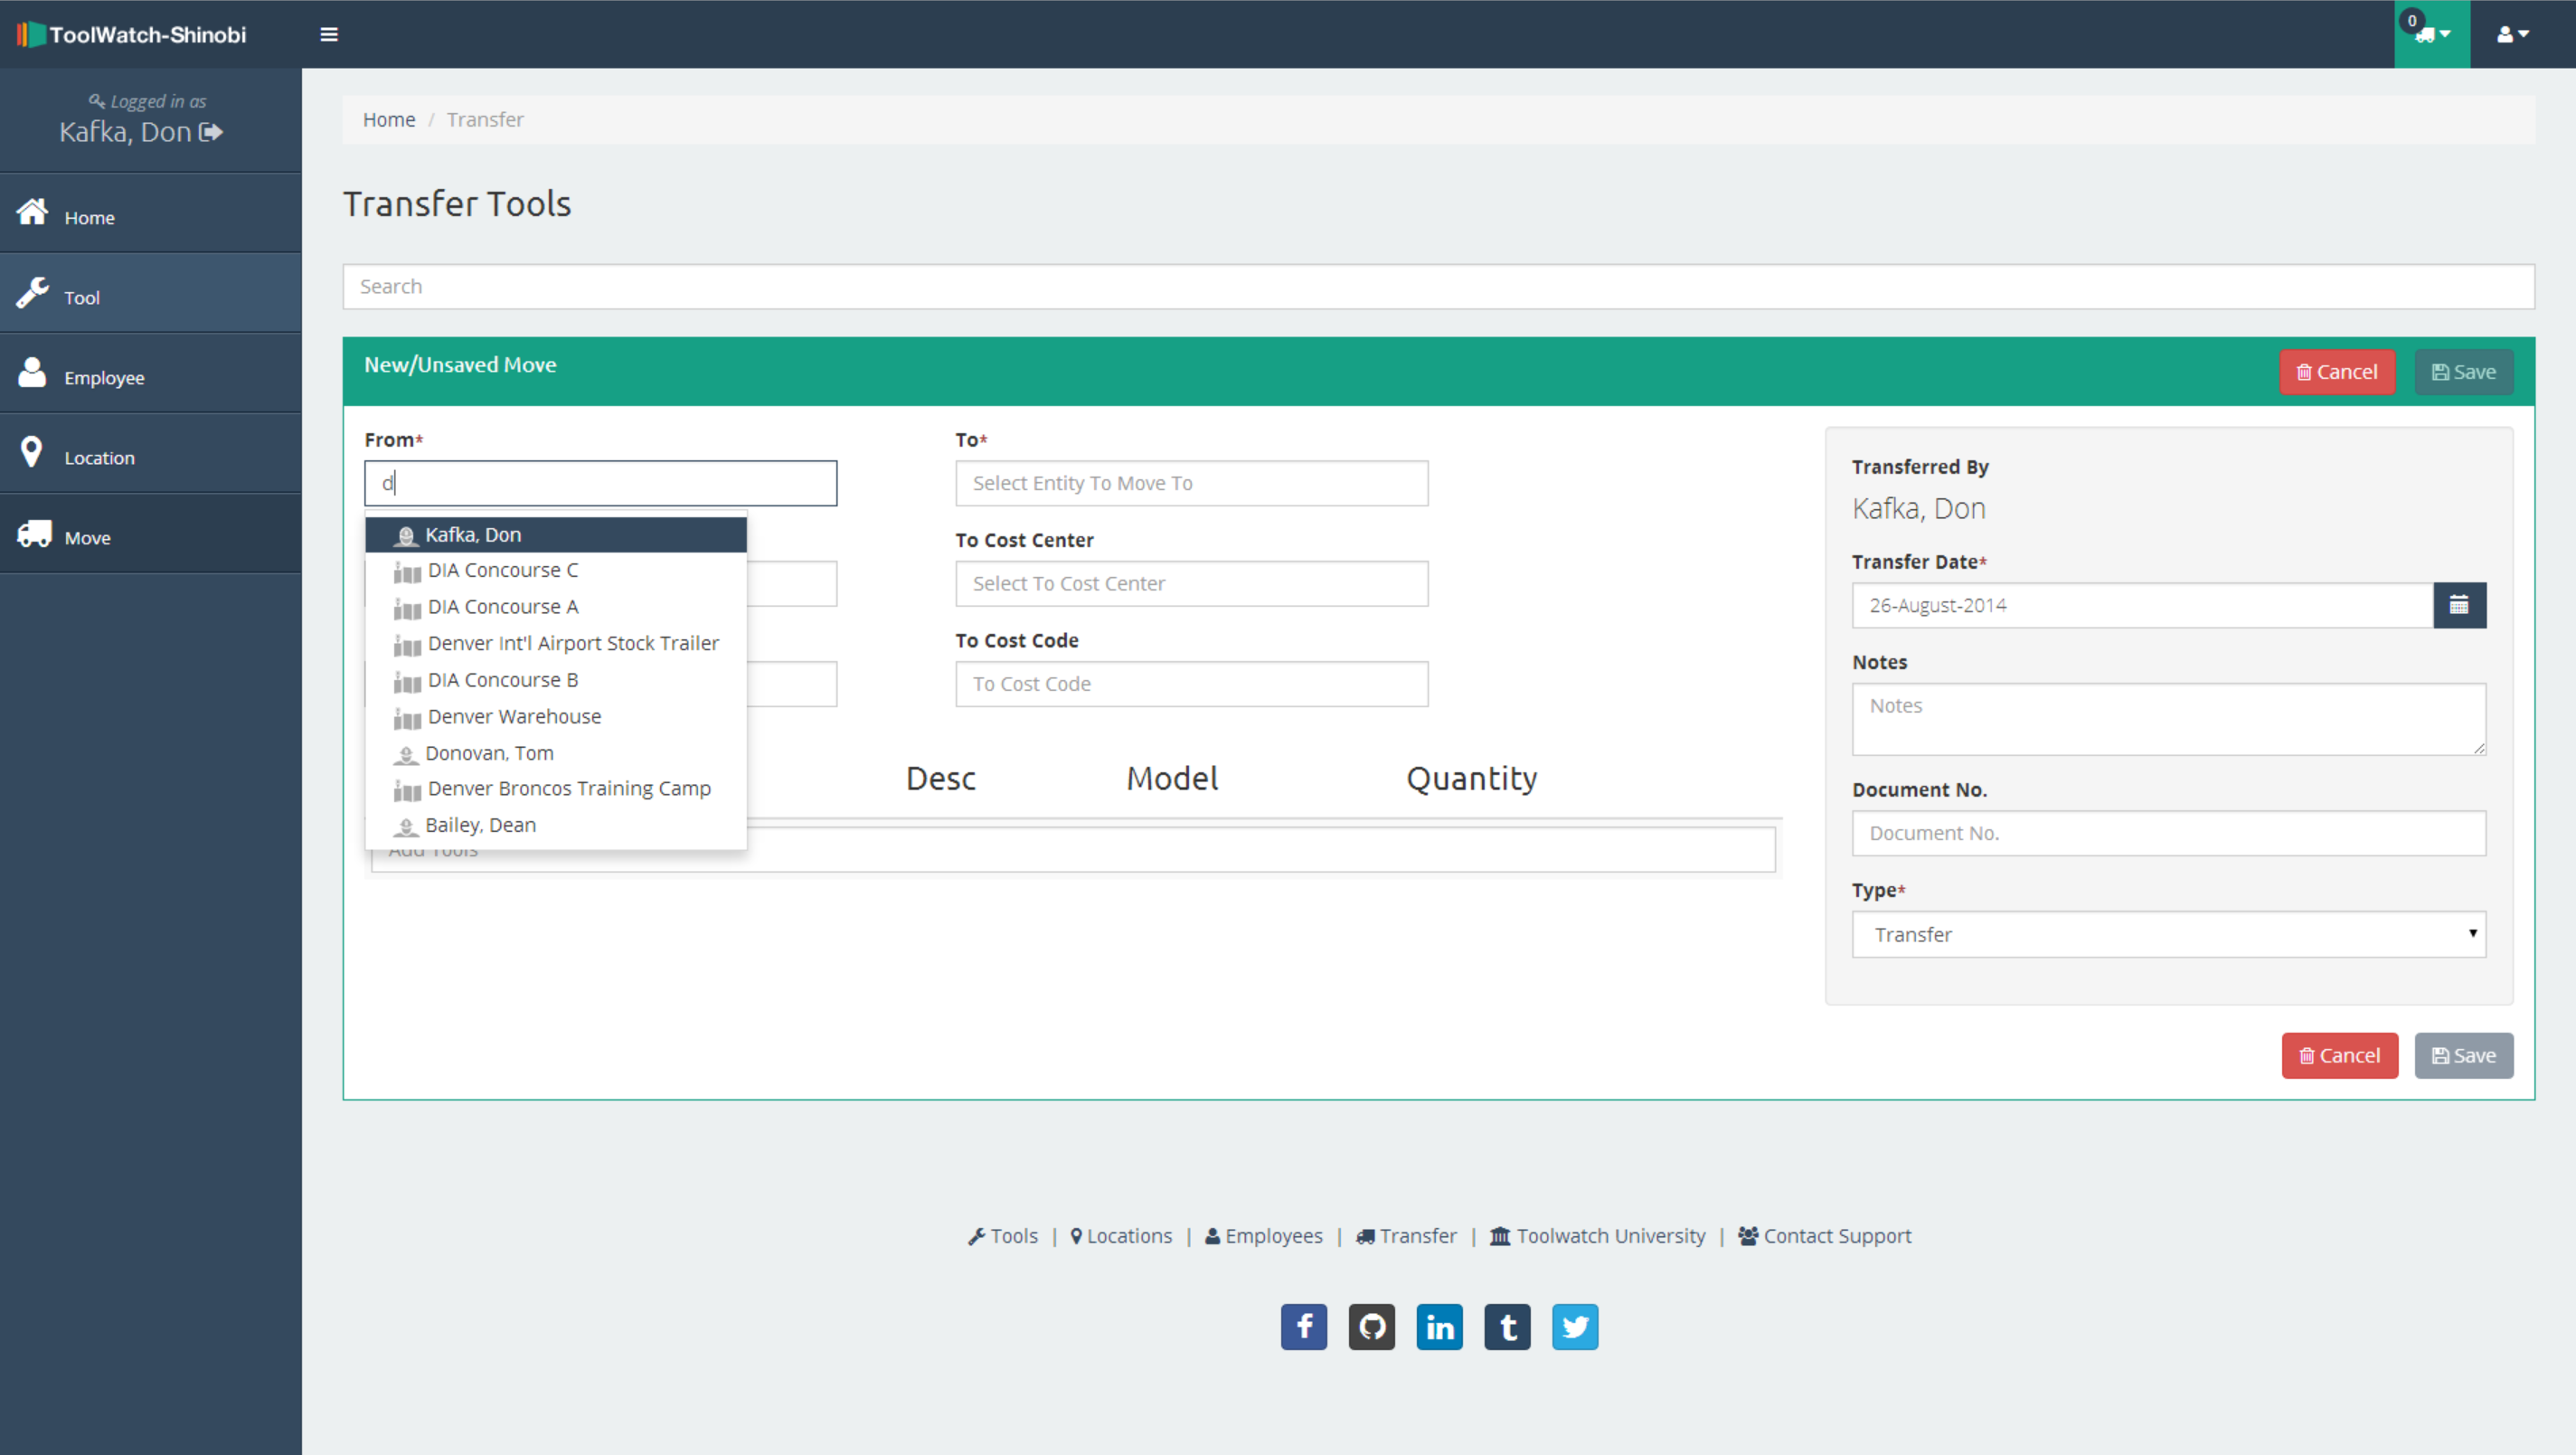 ToolWatch-Shinobi
0
Logged in as
Kafka, Don
Home
Tool
Employee
Location
Move
Home / Transfer
Transfer Tools
Search
New/Unsaved Move
Cancel
Save
From*
d
Kafka, Don
DIA Concourse C
DIA Concourse A
Denver Int'l Airport Stock Trailer
DIA Concourse B
Denver Warehouse
Donovan, Tom
Denver Broncos Training Camp
Bailey, Dean
To*
Select Entity To Move To
To Cost Center
Select To Cost Center
To Cost Code
To Cost Code
Desc Model Quantity
Add Tools
Transferred By
Kafka, Don
Transfer Date*
26-August-2014
Notes
Notes
Document No.
Document No.
Type*
Transfer
Cancel
Save
Tools | Locations | Employees | Transfer | Toolwatch University | Contact Support